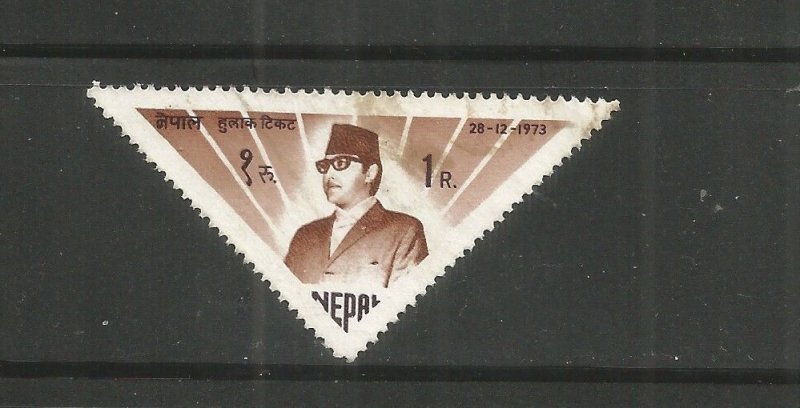 नेपाल हुलाक टिकट 28-12-1973
१ रु. 1 R.
NEPAL